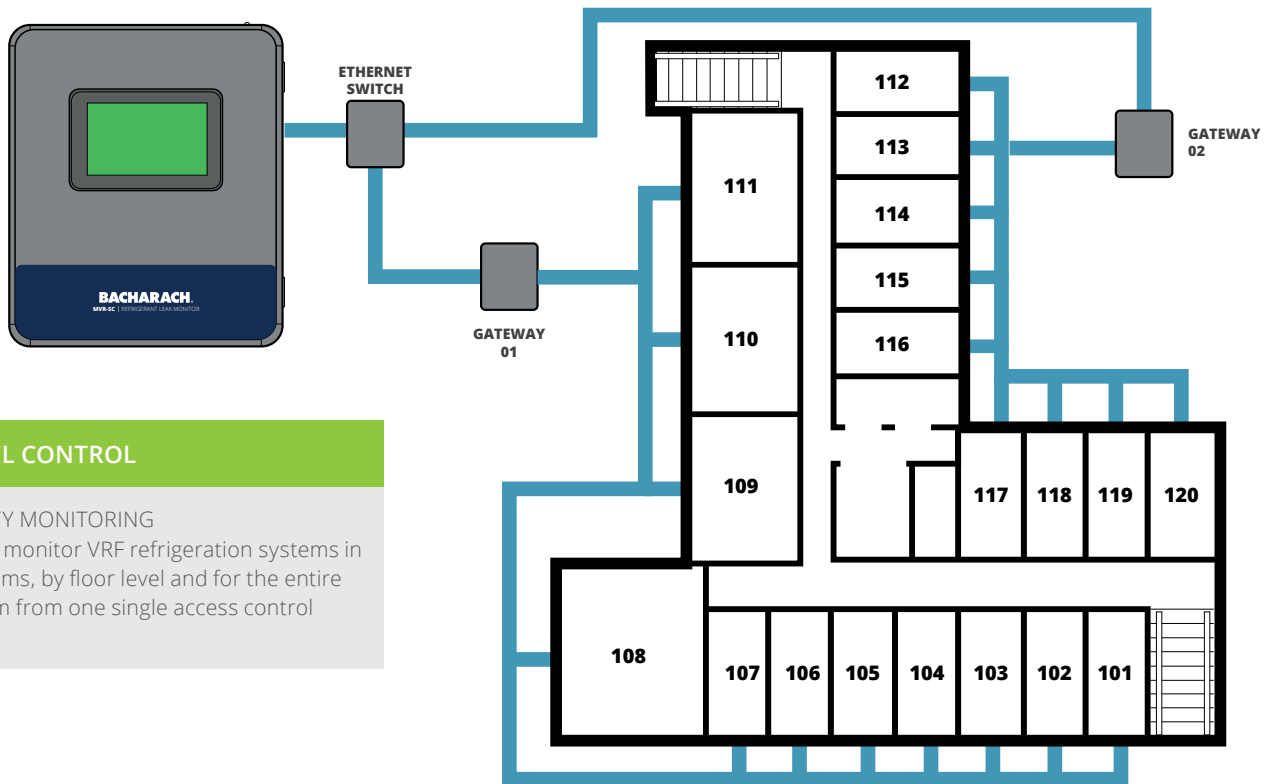 ETHERNET
SWITCH
BACHARACH.
MVR-SC | REFRIGERANT LEAK MONITOR
GATEWAY
01
GATEWAY
02
112
113
114
115
116
111
110
109
117
118
119
120
108
107
106
105
104
103
102
101
L CONTROL
Y MONITORING
monitor VRF refrigeration systems in
ms, by floor level and for the entire
m from one single access control